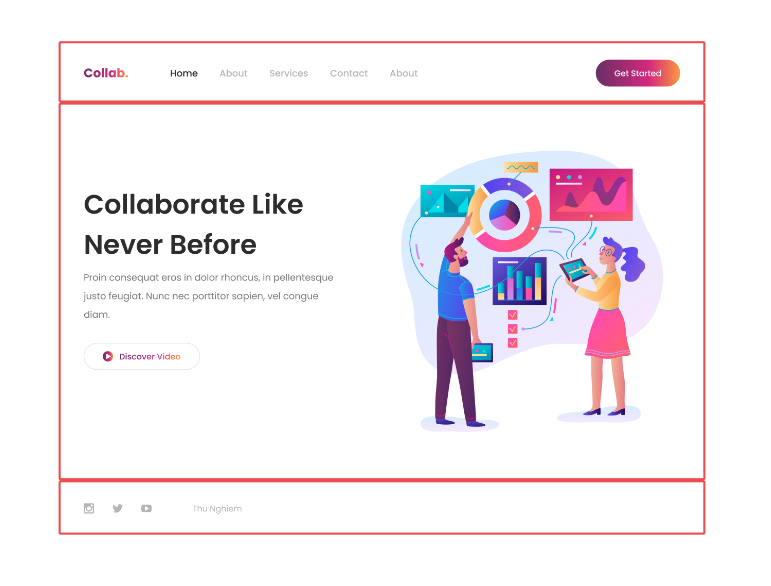 Collab.
Home About Services Contact About
Get Started
Collaborate Like
Never Before
Proin consequat eros in dolor rhoncus, in pellentesque
justo feugiat. Nunc nec porttitor sapien, vel congue
diam.
Discover Video
Thu Nghiem